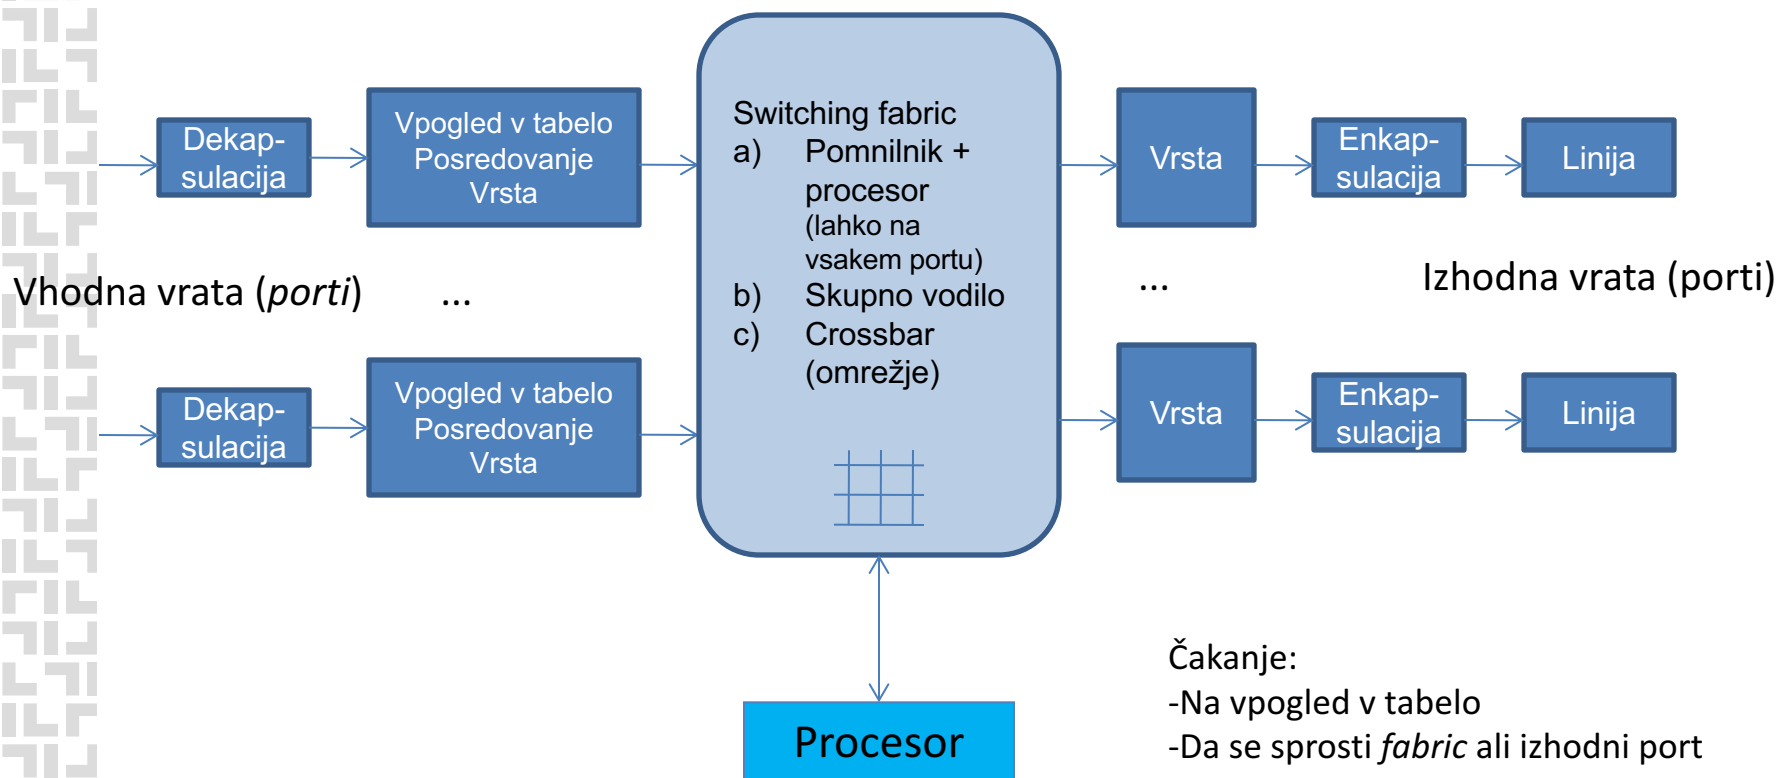 Dekap-
sulacija
Vpogled v tabelo
Posredovanje
Vrsta
Switching fabric
a) Pomnilnik +
procesor
(lahko na
vsakem portu)
b) Skupno vodilo
c) Crossbar
(omrežje)
Vrsta
Enkap-
sulacija
Linija
Vhodna vrata (porti)
...
...
Izhodna vrata (porti)
Dekap-
sulacija
Vpogled v tabelo
Posredovanje
Vrsta
Vrsta
Enkap-
sulacija
Linija
Procesor
Čakanje:
-Na vpogled v tabelo
-Da se sprosti fabric ali izhodni port